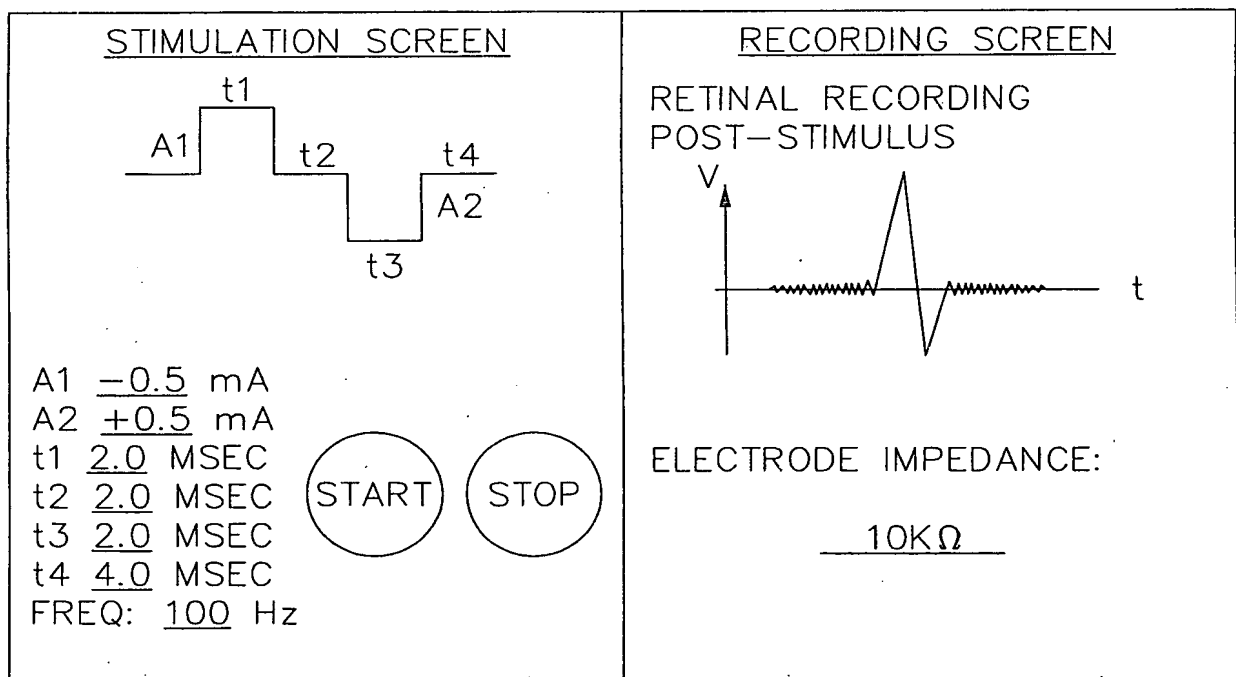 STIMULATION SCREEN
t1
A1 t2 t4
A2
t3
A1 -0.5 mA
A2 +0.5 mA
t1 2.0 MSEC
t2 2.0 MSEC
t3 2.0 MSEC
t4 4.0 MSEC
FREQ: 100 Hz
START STOP
RECORDING SCREEN
RETINAL RECORDING
POST-STIMULUS
V
t
ELECTRODE IMPEDANCE:
10KΩ